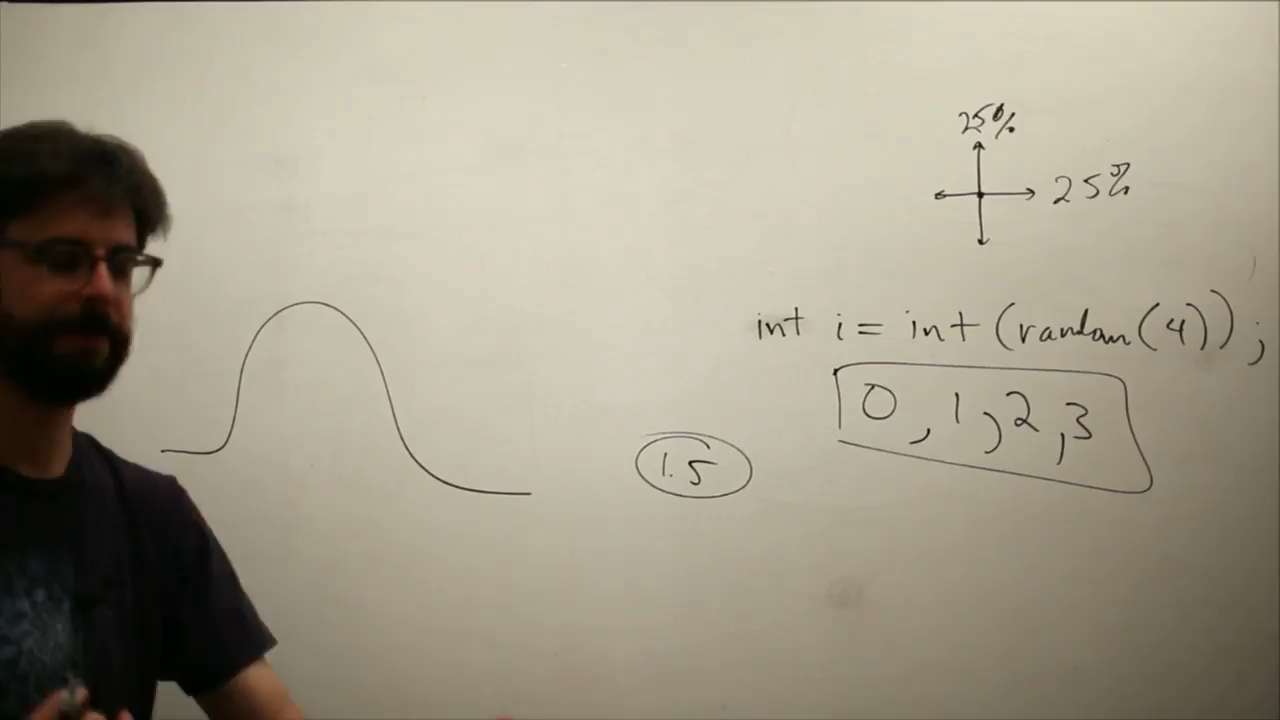 25%
25%
int i = int (random(4));
0, 1, 2, 3
1.5